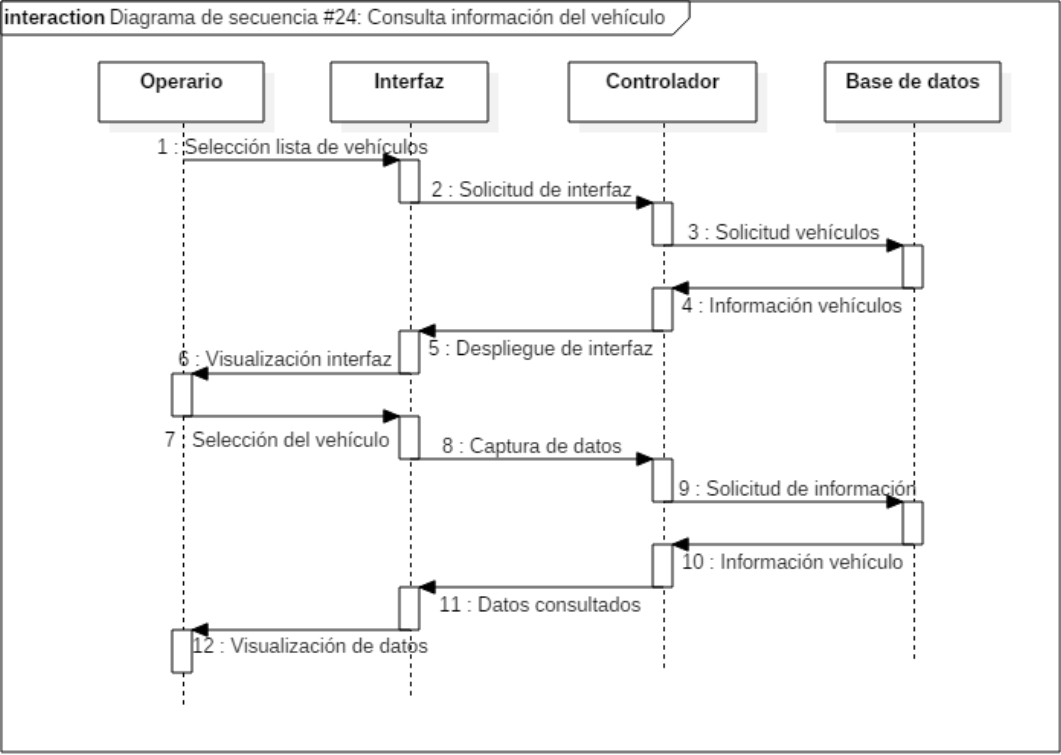 interaction Diagrama de secuencia #24: Consulta información del vehículo
Operario
Interfaz
Controlador
Base de datos
1 : Selección lista de vehículos
2 : Solicitud de interfaz
3 : Solicitud vehículos
4 : Información vehículos
5 : Despliegue de interfaz
6 : Visualización interfaz
7 : Selección del vehículo
8 : Captura de datos
9 : Solicitud de información
10 : Información vehículo
11 : Datos consultados
12 : Visualización de datos